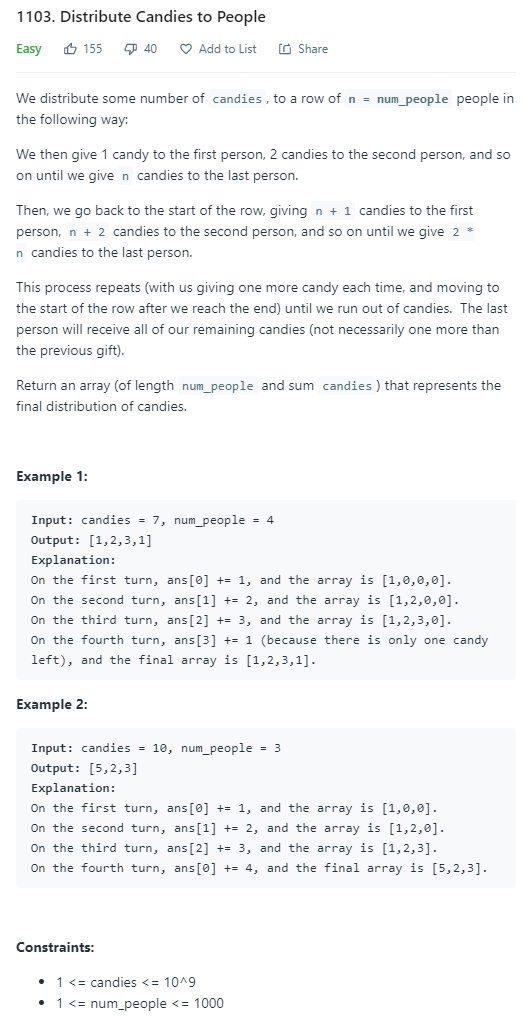 1103. Distribute Candies to People
Easy 155 40 Add to List Share
We distribute some number of candies , to a row of n = num_people people in
the following way:
We then give 1 candy to the first person, 2 candies to the second person, and so
on until we give n candies to the last person.
Then, we go back to the start of the row, giving n + 1 candies to the first
person, n + 2 candies to the second person, and so on until we give 2 *
n candies to the last person.
This process repeats (with us giving one more candy each time, and moving to
the start of the row after we reach the end) until we run out of candies. The last
person will receive all of our remaining candies (not necessarily one more than
the previous gift).
Return an array (of length num_people and sum candies ) that represents the
final distribution of candies.
Example 1:
Input: candies = 7, num_people = 4
Output: [1,2,3,1]
Explanation:
On the first turn, ans[0] += 1, and the array is [1,0,0,0].
On the second turn, ans[1] += 2, and the array is [1,2,0,0].
On the third turn, ans[2] += 3, and the array is [1,2,3,0].
On the fourth turn, ans[3] += 1 (because there is only one candy
left), and the final array is [1,2,3,1].
Example 2:
Input: candies = 10, num_people = 3
Output: [5,2,3]
Explanation:
On the first turn, ans[0] += 1, and the array is [1,0,0].
On the second turn, ans[1] += 2, and the array is [1,2,0].
On the third turn, ans[2] += 3, and the array is [1,2,3].
On the fourth turn, ans[0] += 4, and the final array is [5,2,3].
Constraints:
• 1 <= candies <= 10^9
• 1 <= num_people <= 1000